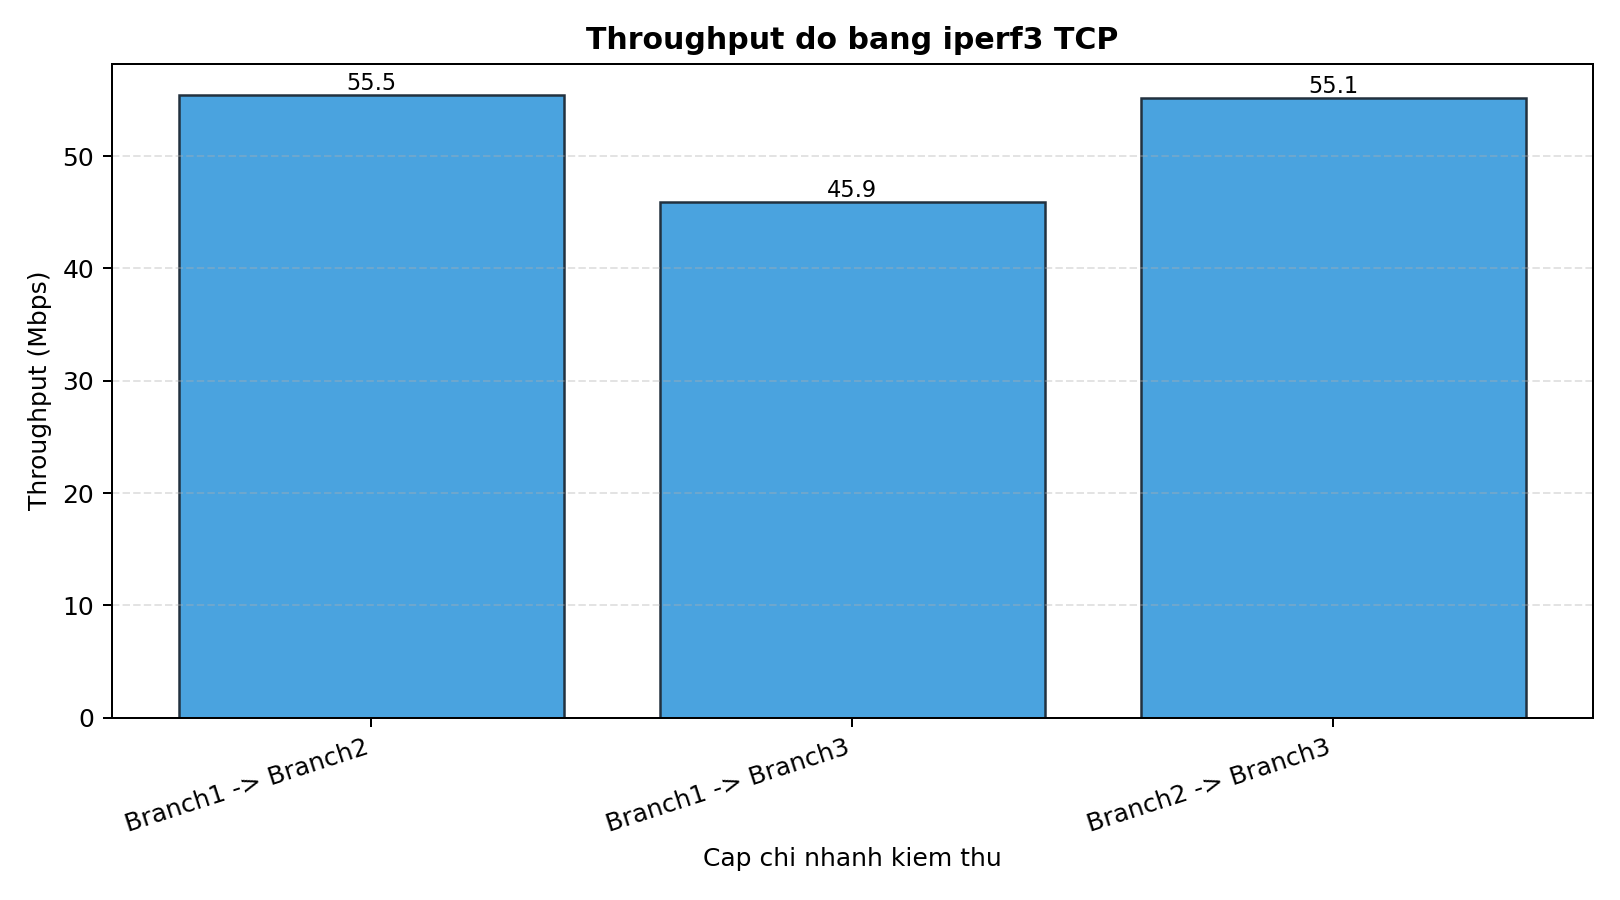 Throughput do bang iperf3 TCP
55.5
45.9
55.1
Throughput (Mbps)
50
40
30
20
10
0
Branch1 -> Branch2
Branch1 -> Branch3
Branch2 -> Branch3
Cap chi nhanh kiem thu